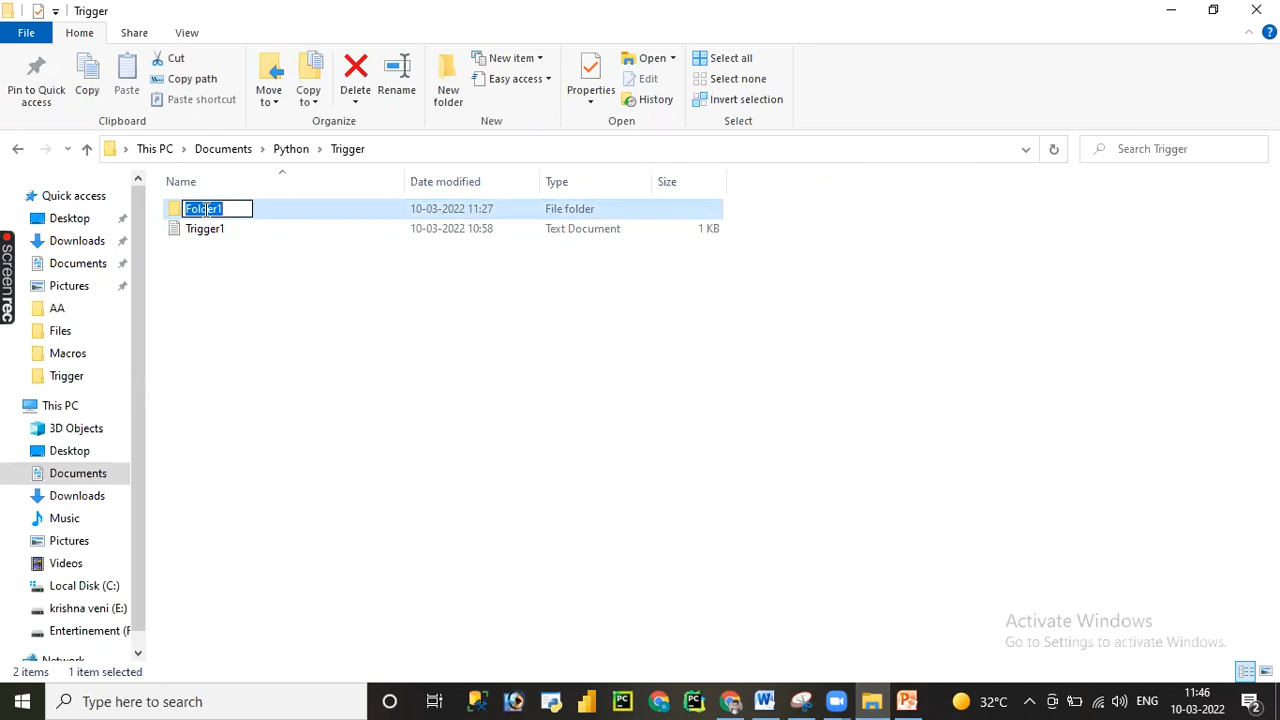 Trigger
File Home Share View
Pin to Quick access
Copy
Paste
Cut
Copy path
Paste shortcut
Clipboard
Move to
Copy to
Delete
Rename
Organize
New folder
New item
Easy access
New
Properties
Open
Edit
History
Open
Select all
Select none
Invert selection
Select
This PC Documents Python Trigger
Search Trigger
Name Date modified Type Size
Folder1 10-03-2022 11:27 File folder
Trigger1 10-03-2022 10:58 Text Document 1 KB
Quick access
Desktop
Downloads
Documents
Pictures
AA
Files
Macros
Trigger
This PC
3D Objects
Desktop
Documents
Downloads
Music
Pictures
Videos
Local Disk (C:)
krishna veni (E:)
Entertinement (F
Network
screenrec
Activate Windows
Go to Settings to activate Windows.
2 items 1 item selected
Type here to search
PC
PC
W
P
32°C
ENG
11:46
10-03-2022
2